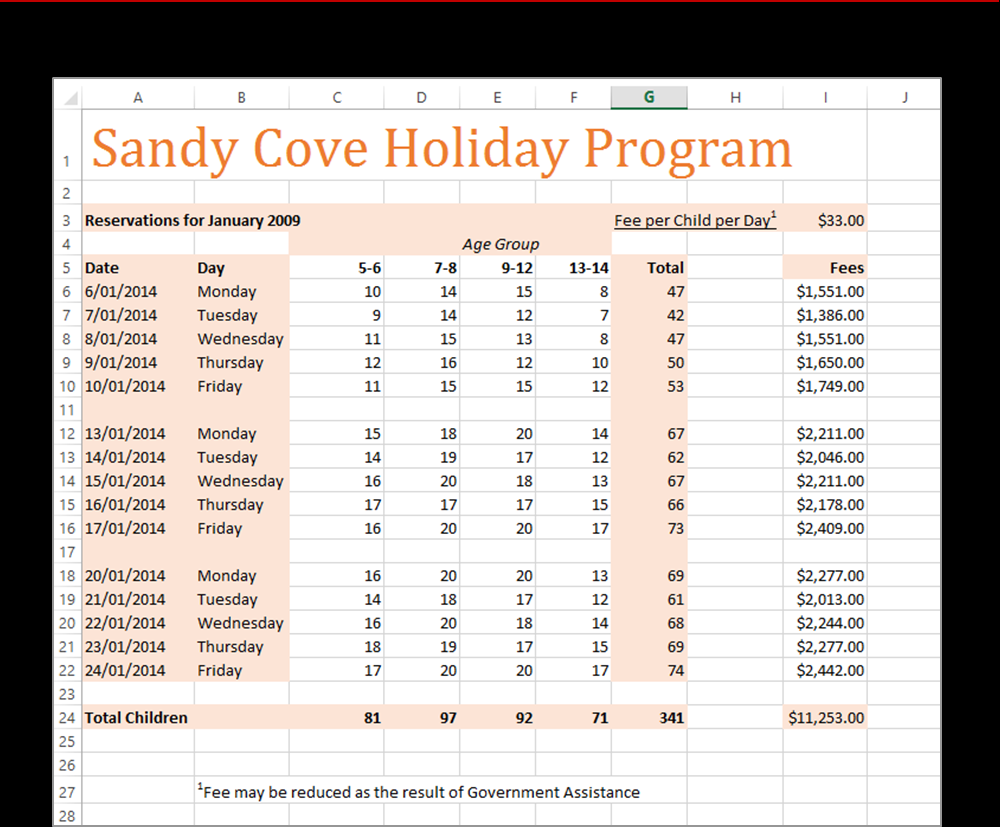 A B C D E F G H I J
1 Sandy Cove Holiday Program
2
3 Reservations for January 2009 Fee per Child per Day1 $33.00
4 Age Group
5 Date Day 5-6 7-8 9-12 13-14 Total Fees
6 6/01/2014 Monday 10 14 15 8 47 $1,551.00
7 7/01/2014 Tuesday 9 14 12 7 42 $1,386.00
8 8/01/2014 Wednesday 11 15 13 8 47 $1,551.00
9 9/01/2014 Thursday 12 16 12 10 50 $1,650.00
10 10/01/2014 Friday 11 15 15 12 53 $1,749.00
11
12 13/01/2014 Monday 15 18 20 14 67 $2,211.00
13 14/01/2014 Tuesday 14 19 17 12 62 $2,046.00
14 15/01/2014 Wednesday 16 20 18 13 67 $2,211.00
15 16/01/2014 Thursday 17 17 17 15 66 $2,178.00
16 17/01/2014 Friday 16 20 20 17 73 $2,409.00
17
18 20/01/2014 Monday 16 20 20 13 69 $2,277.00
19 21/01/2014 Tuesday 14 18 17 12 61 $2,013.00
20 22/01/2014 Wednesday 16 20 18 14 68 $2,244.00
21 23/01/2014 Thursday 18 19 17 15 69 $2,277.00
22 24/01/2014 Friday 17 20 20 17 74 $2,442.00
23
24 Total Children 81 97 92 71 341 $11,253.00
25
26
27 1Fee may be reduced as the result of Government Assistance
28